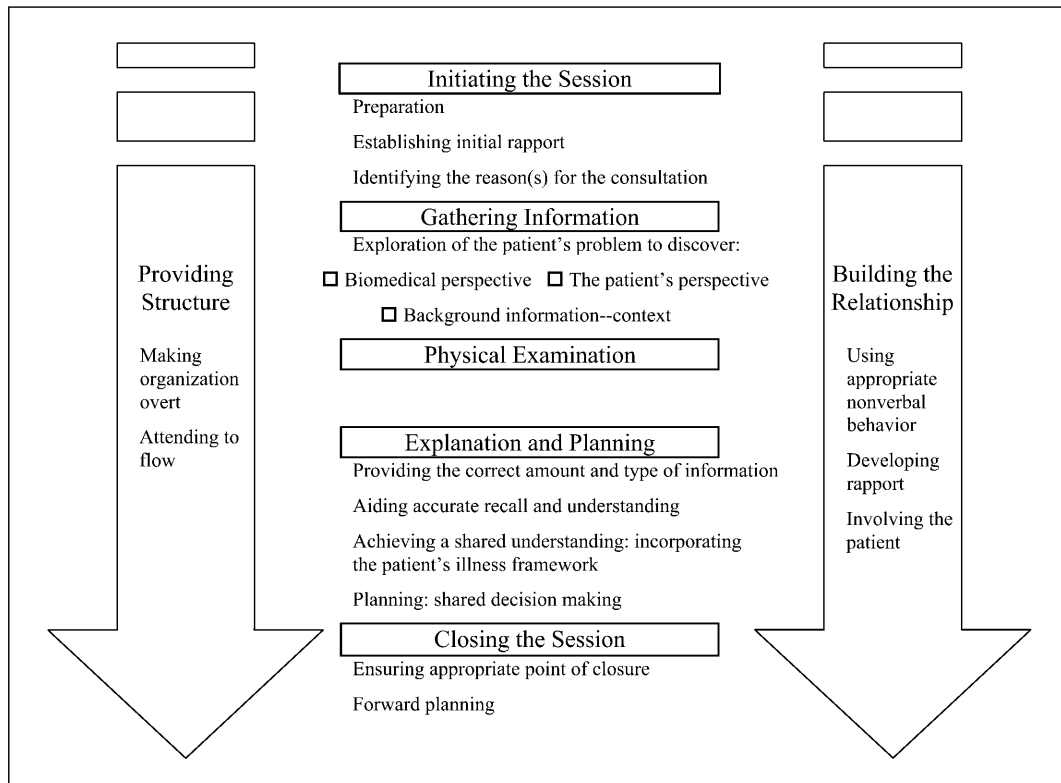 Initiating the Session
Preparation
Establishing initial rapport
Identifying the reason(s) for the consultation
Gathering Information
Exploration of the patient’s problem to discover:
Biomedical perspective
The patient’s perspective
Background information--context
Physical Examination
Explanation and Planning
Providing the correct amount and type of information
Aiding accurate recall and understanding
Achieving a shared understanding: incorporating
the patient’s illness framework
Planning: shared decision making
Closing the Session
Ensuring appropriate point of closure
Forward planning
Providing
Structure
Making
organization
overt
Attending to
flow
Building the
Relationship
Using
appropriate
nonverbal
behavior
Developing
rapport
Involving the
patient